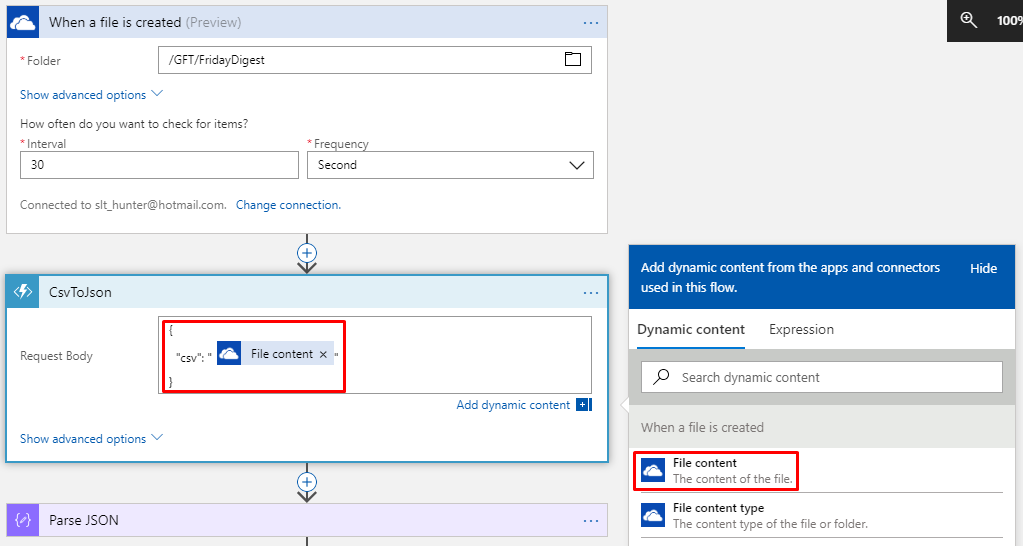 When a file is created (Preview)
...
100%
* Folder
/GFT/FridayDigest
Show advanced options
How often do you want to check for items?
* Interval
* Frequency
30
Second
Connected to slt_hunter@hotmail.com. Change connection.
CsvToJson
...
Request Body
{
"csv": " File content × "
}
Add dynamic content
Show advanced options
Parse JSON
...
Add dynamic content from the apps and connectors
used in this flow.
Hide
Dynamic content
Expression
Search dynamic content
When a file is created
File content
The content of the file.
File content type
The content type of the file or folder.